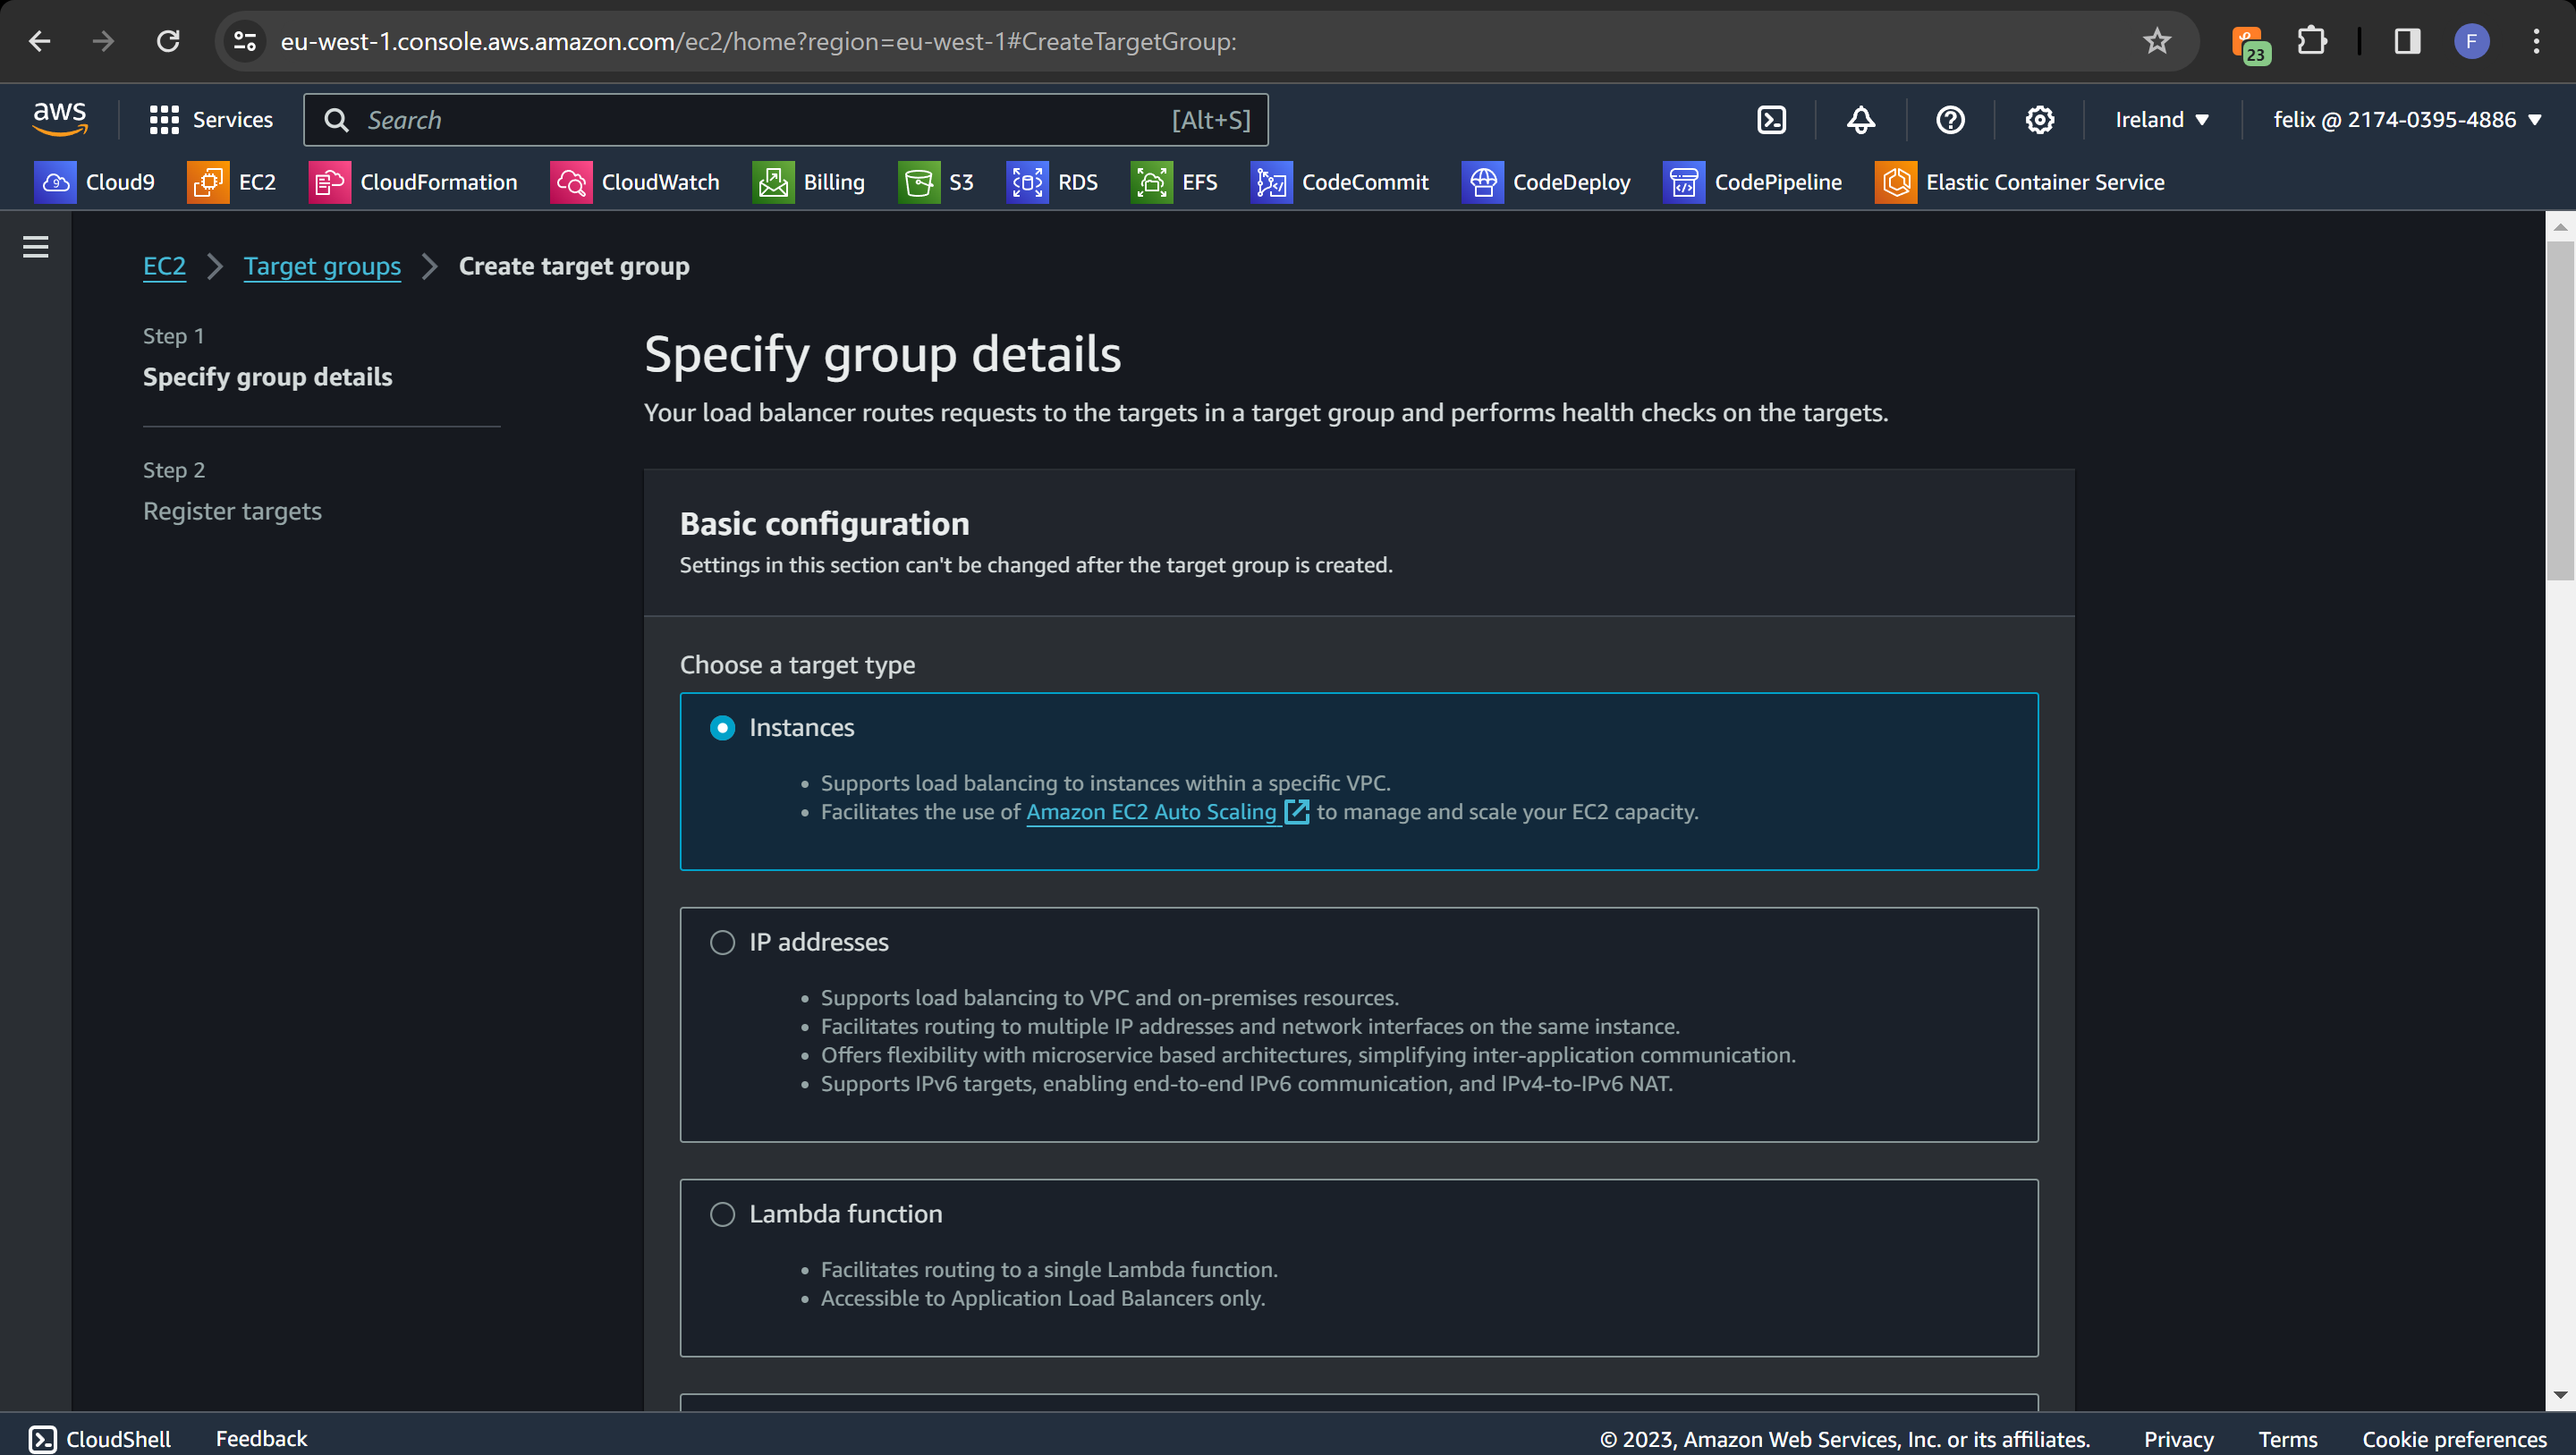 eu-west-1.console.aws.amazon.com/ec2/home?region=eu-west-1#CreateTargetGroup:
23
F
aws
Services
Search
[Alt+S]
Ireland
felix @ 2174-0395-4886
Cloud9
EC2
CloudFormation
CloudWatch
Billing
S3
RDS
EFS
CodeCommit
CodeDeploy
CodePipeline
Elastic Container Service
EC2
Target groups
Create target group
Step 1
Specify group details
Step 2
Register targets
Specify group details
Your load balancer routes requests to the targets in a target group and performs health checks on the targets.
Basic configuration
Settings in this section can't be changed after the target group is created.
Choose a target type
Instances
• Supports load balancing to instances within a specific VPC.
• Facilitates the use of Amazon EC2 Auto Scaling to manage and scale your EC2 capacity.
IP addresses
• Supports load balancing to VPC and on-premises resources.
• Facilitates routing to multiple IP addresses and network interfaces on the same instance.
• Offers flexibility with microservice based architectures, simplifying inter-application communication.
• Supports IPv6 targets, enabling end-to-end IPv6 communication, and IPv4-to-IPv6 NAT.
Lambda function
• Facilitates routing to a single Lambda function.
• Accessible to Application Load Balancers only.
CloudShell
Feedback
© 2023, Amazon Web Services, Inc. or its affiliates.
Privacy
Terms
Cookie preferences